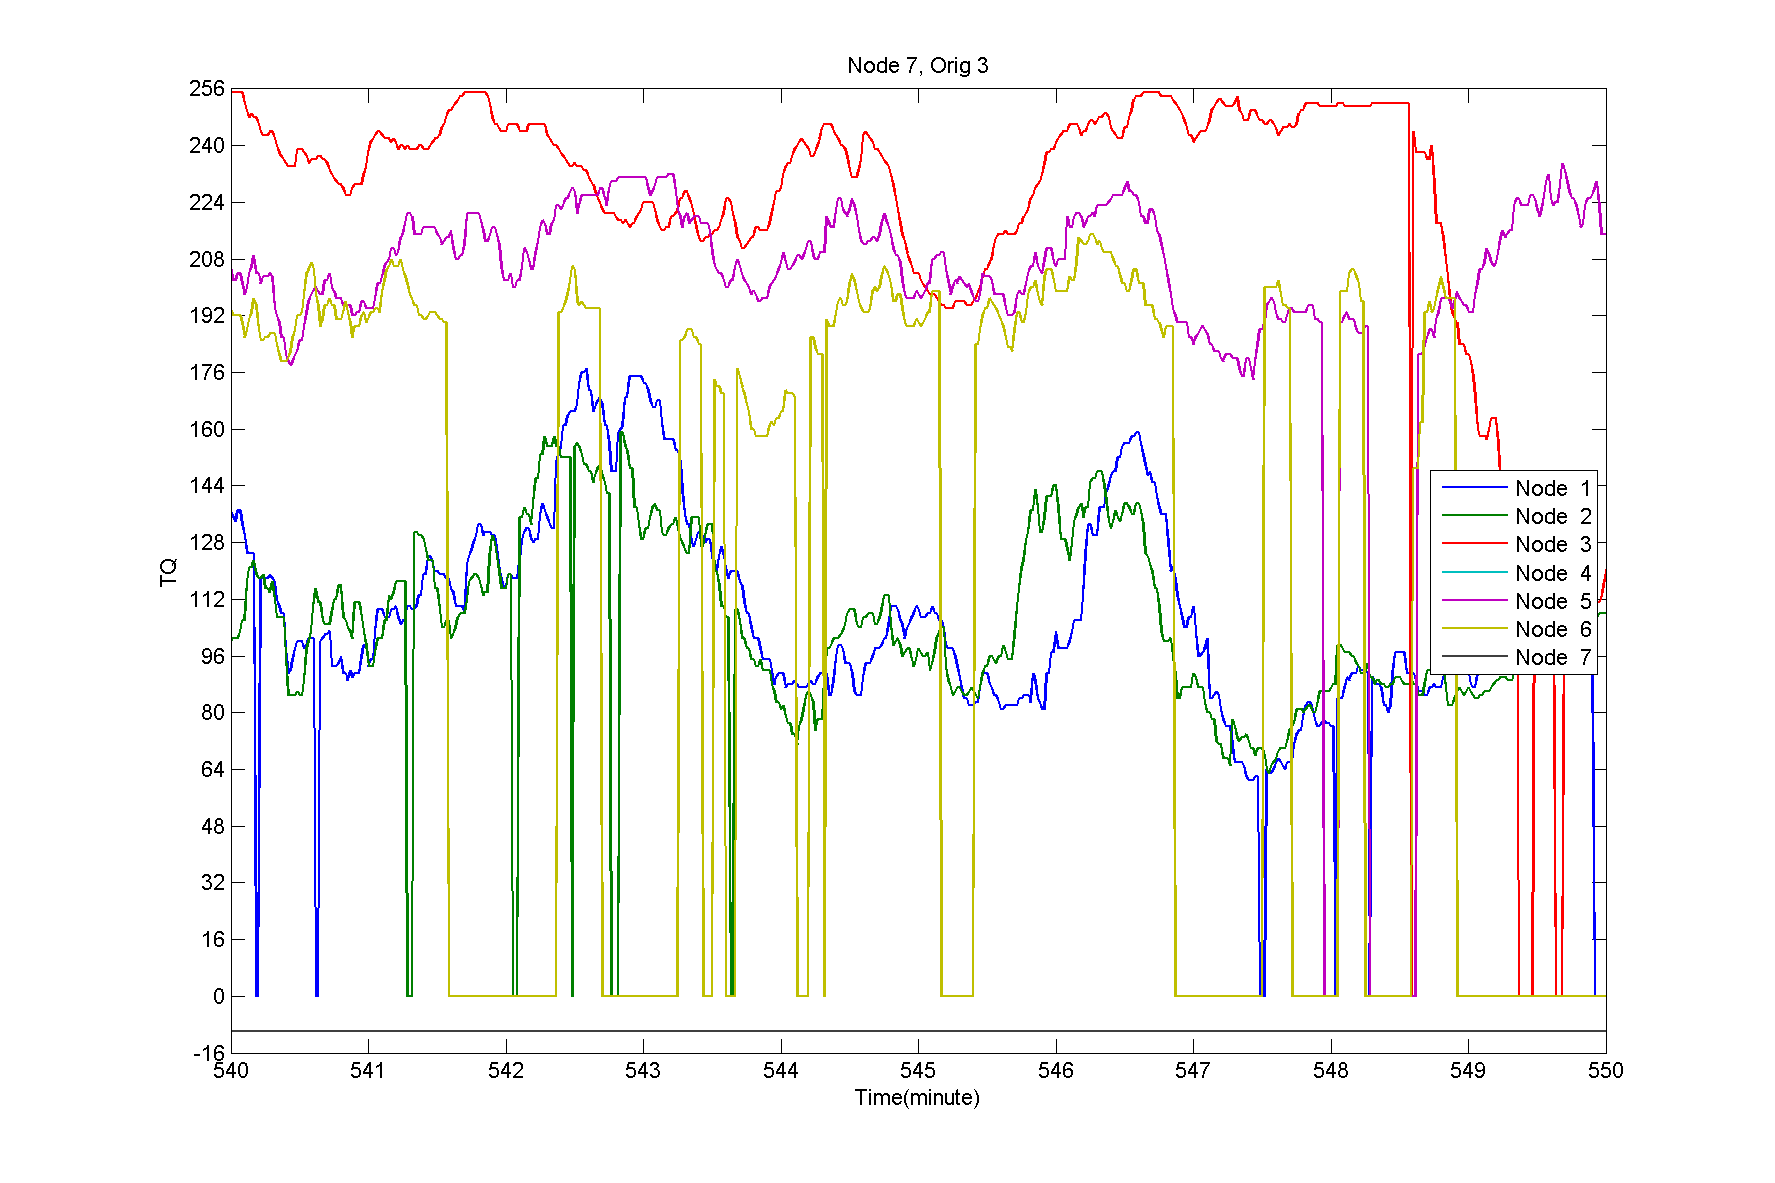 Node 7, Orig 3
256
240
224
208
192
176
160
144
128
112
96
80
64
48
32
16
0
-16
TQ
Node 1
Node 2
Node 3
Node 4
Node 5
Node 6
Node 7
540 541 542 543 544 545 546 547 548 549 550
Time(minute)